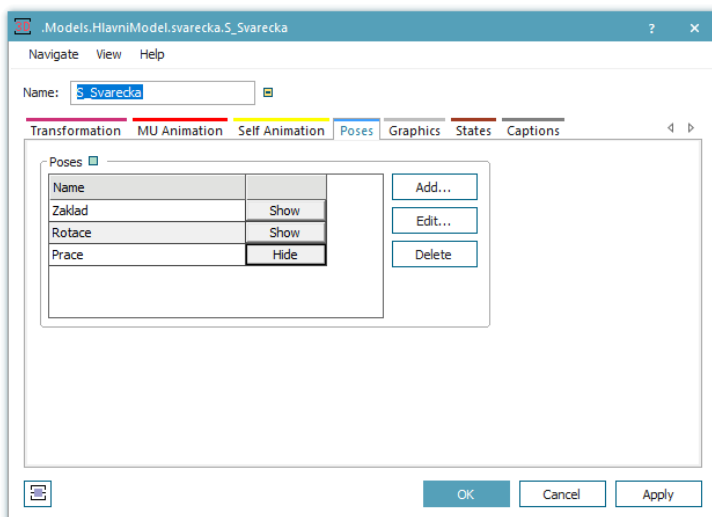 3D .Models.HlavniModel.svarecka.S_Svarecka ? ×
Navigate View Help
Name: S_Svarecka
Transformation MU Animation Self Animation Poses Graphics States Captions
Poses
Name
Add...
Zaklad Show
Edit...
Rotace Show
Prace Hide
Delete
OK Cancel Apply